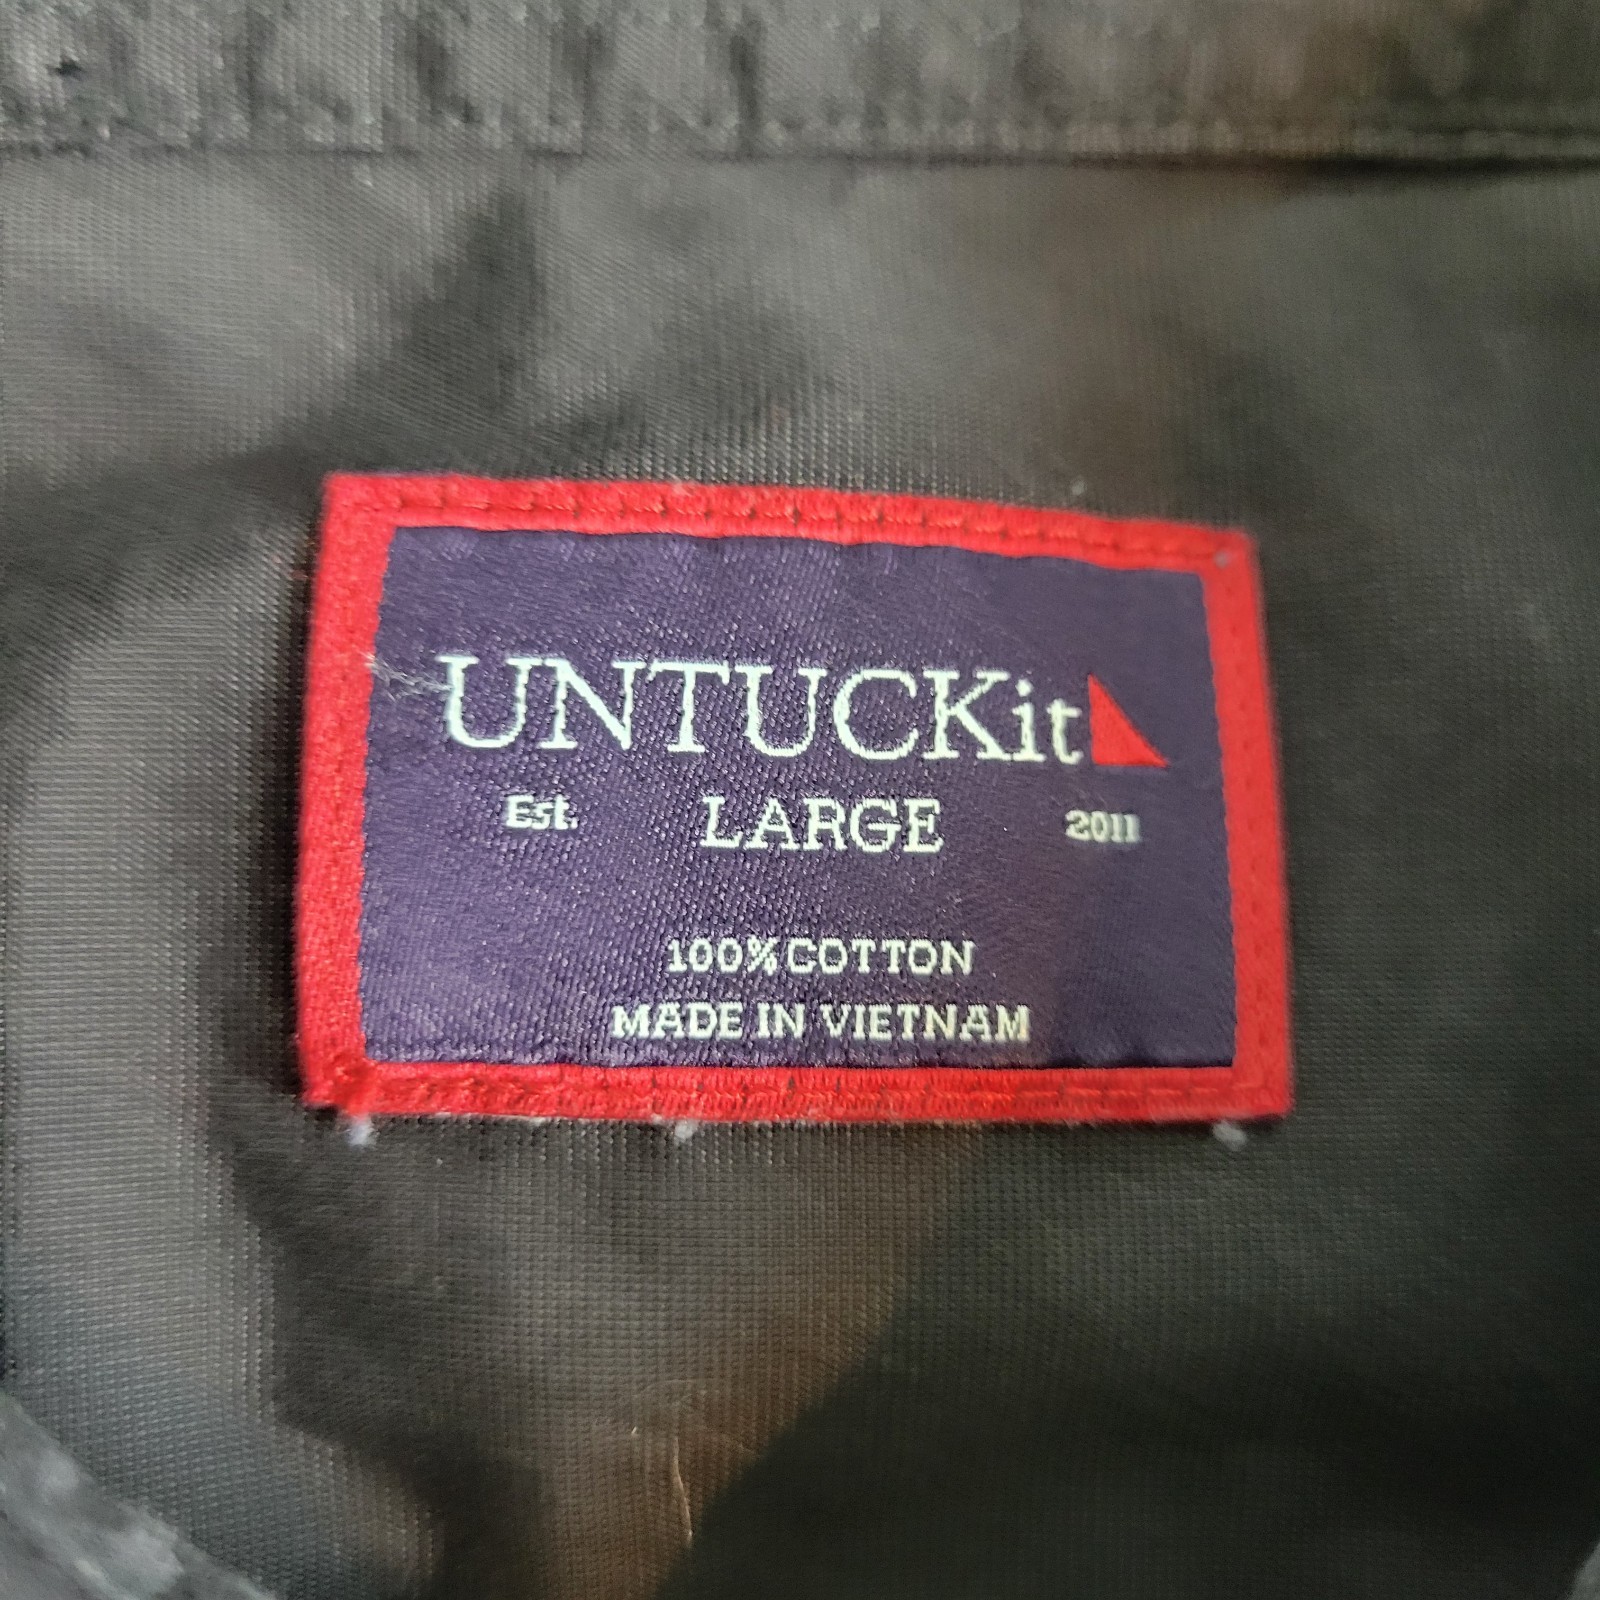 UNTUCKit
Est. LARGE 2011
100% COTTON
MADE IN VIETNAM